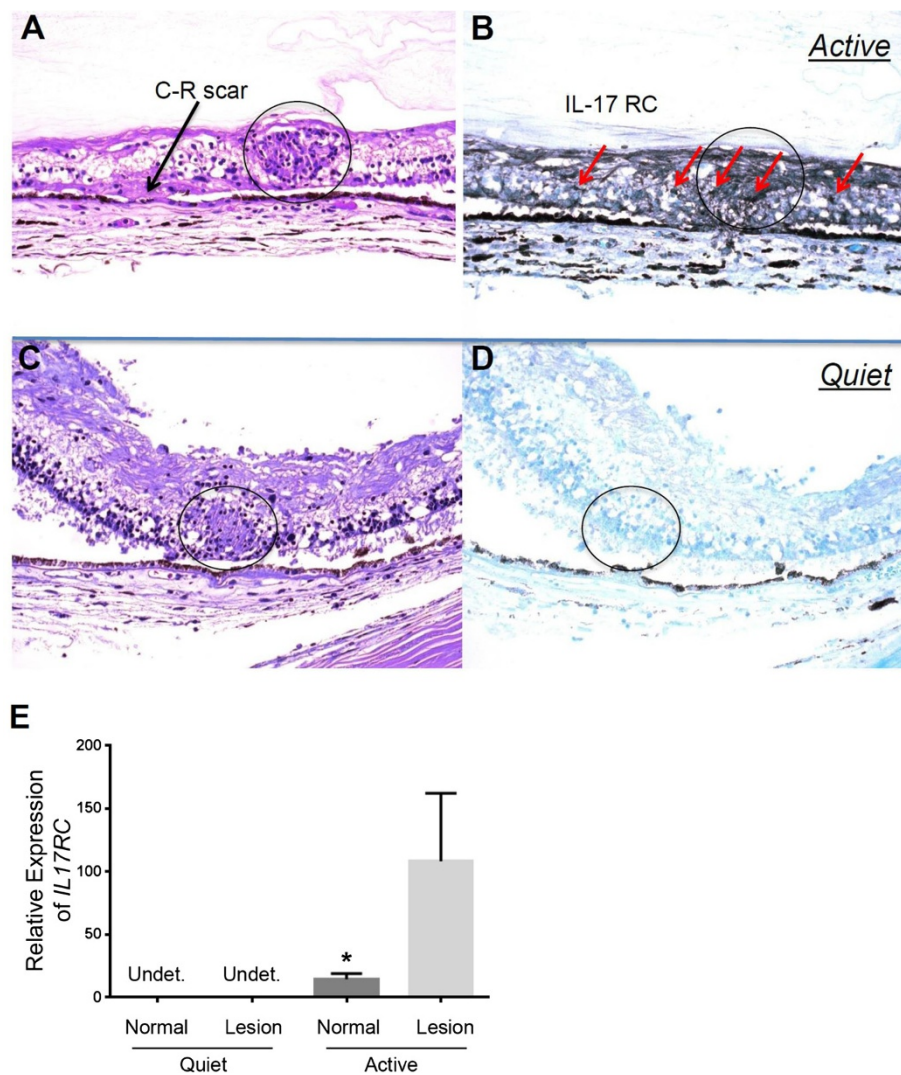 A
C-R scar
B
Active
IL-17 RC
C
D
Quiet
E
Relative Expression
of IL17RC
200
150
100
50
0
Undet.
Undet.
*
Normal
Lesion
Normal
Lesion
Quiet
Active